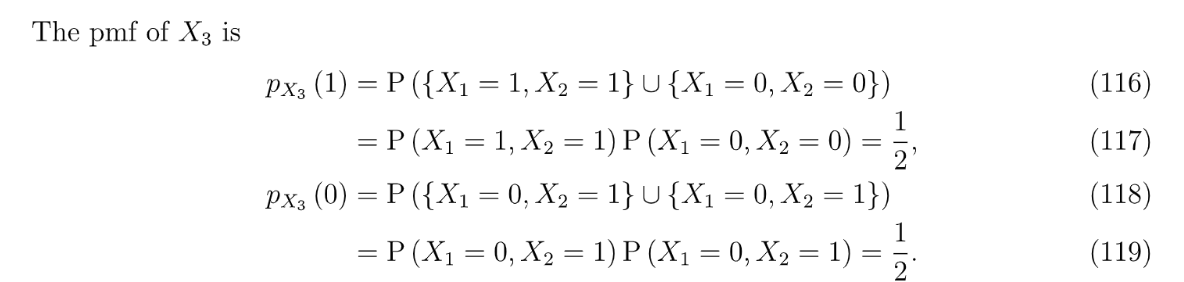 The pmf of X₃ is
p_{X₃} (1) = P ({X₁ = 1, X₂ = 1} ∪ {X₁ = 0, X₂ = 0}) (116)
= P (X₁ = 1, X₂ = 1) P (X₁ = 0, X₂ = 0) = 1/2, (117)
p_{X₃} (0) = P ({X₁ = 0, X₂ = 1} ∪ {X₁ = 0, X₂ = 1}) (118)
= P (X₁ = 0, X₂ = 1) P (X₁ = 0, X₂ = 1) = 1/2. (119)